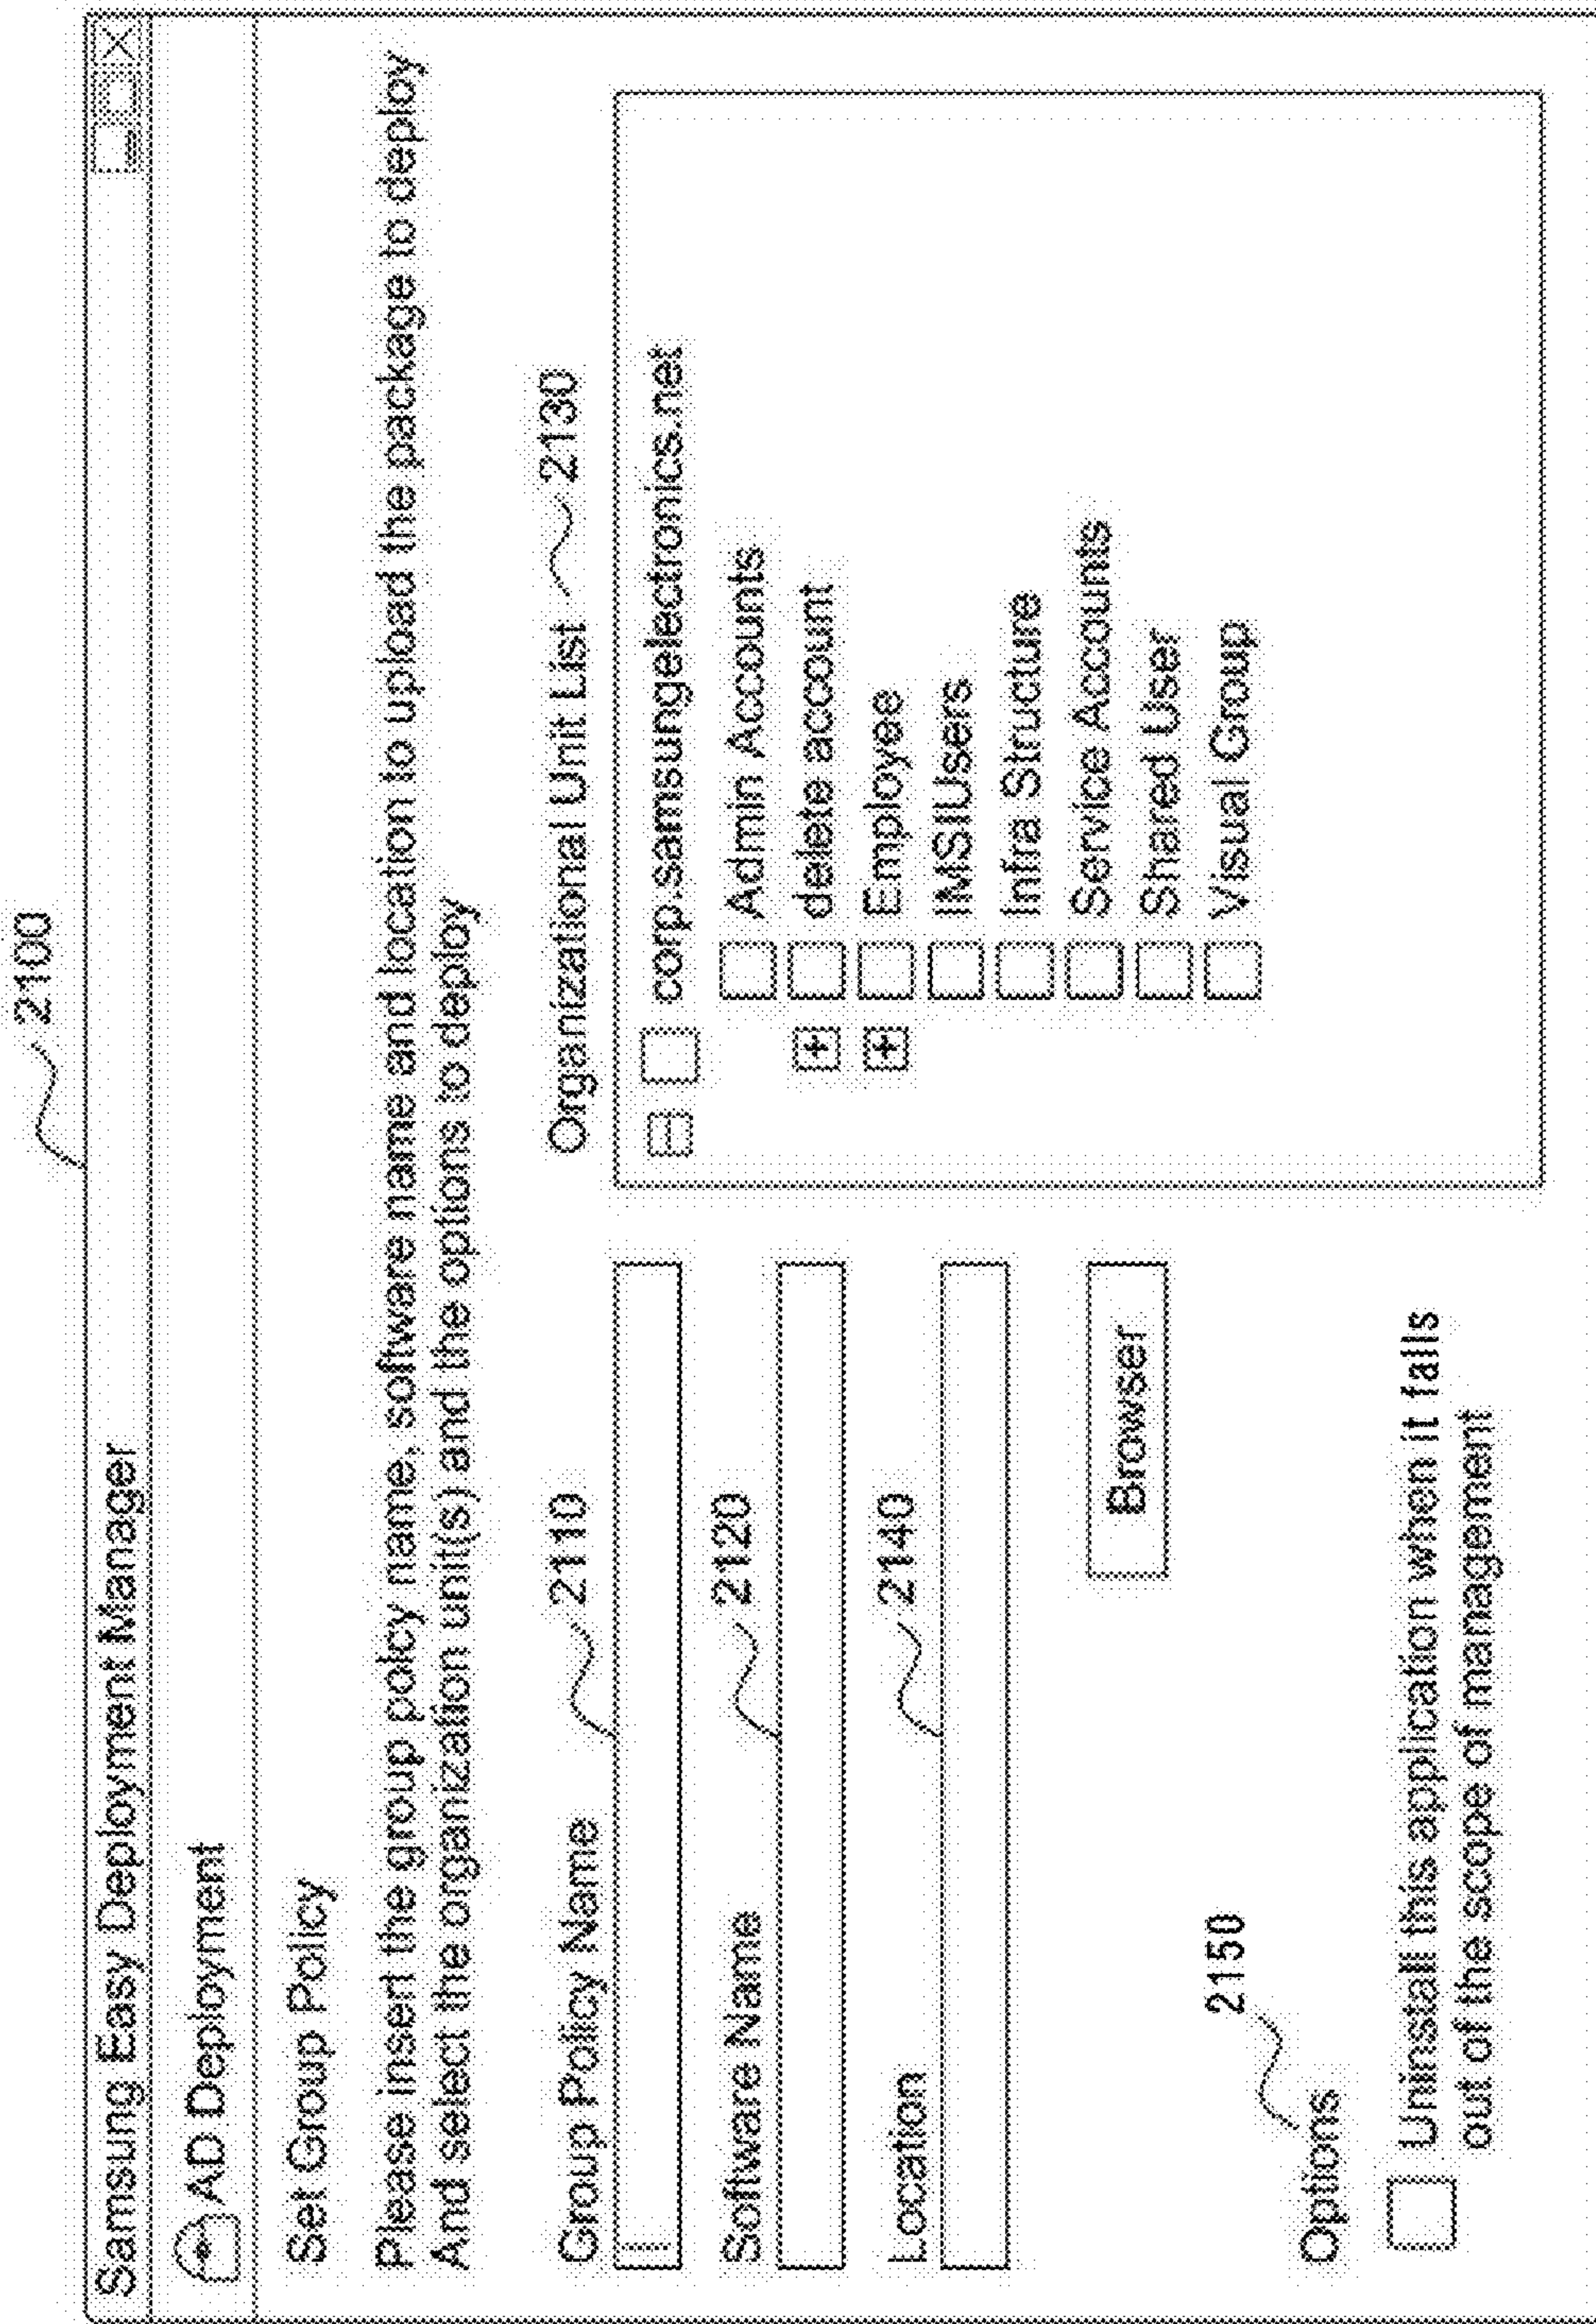 2100
Samsung Easy Deployment Manager
AD Deployment
Set Group Policy
Please insert the group policy name, software name and location to upload the package to deploy
And select the organization unit(s) and the options to deploy
Group Policy Name 2110
Software Name 2120
Location 2140
Browser
Options 2150
Uninstall this application when it falls
out of the scope of management
Organizational Unit List 2130
corp.samsungelectronics.net
Admin Accounts
delete account
Employee
IMSIUsers
Infra Structure
Service Accounts
Shared User
Visual Group